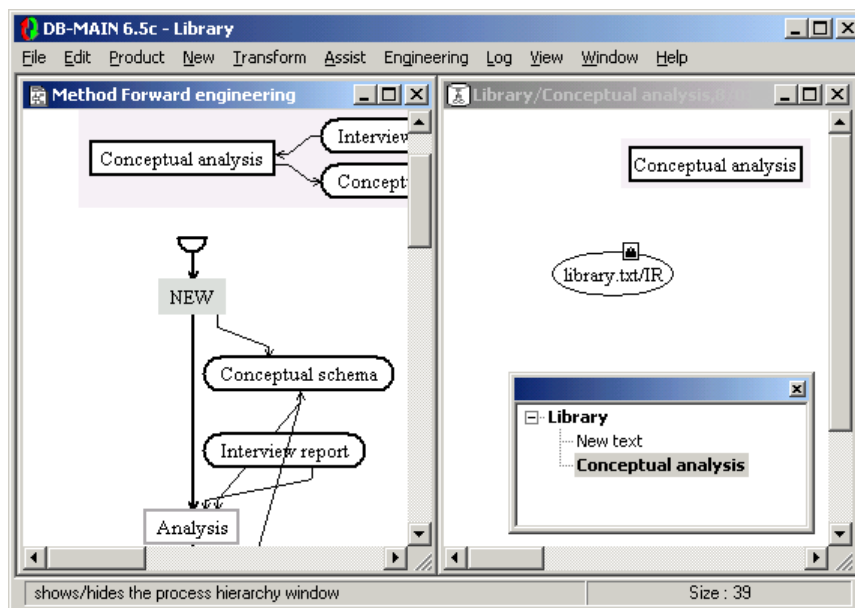 DB-MAIN 6.5c - Library
File Edit Product New Transform Assist Engineering Log View Window Help
Method Forward engineering
Conceptual analysis
Interview
Concept
NEW
Conceptual schema
Interview report
Analysis
Library/Conceptual analysis,
Conceptual analysis
library.txt/IR
Library
New text
Conceptual analysis
shows/hides the process hierarchy window
Size : 39